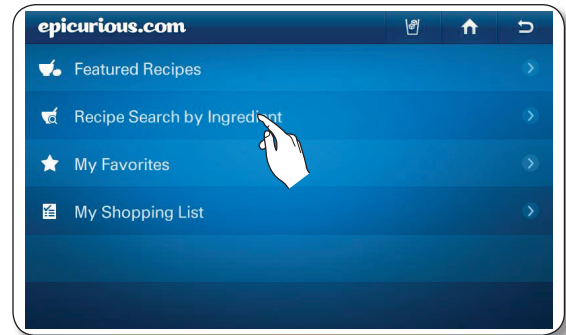 epicurious.com
Featured Recipes
Recipe Search by Ingredient
My Favorites
My Shopping List